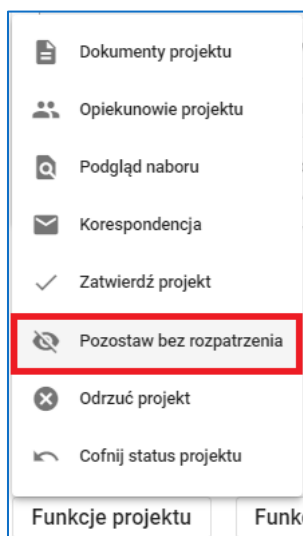 Dokumenty projektu
Opiekunowie projektu
Podgląd naboru
Korespondencja
Zatwierdź projekt
Pozostaw bez rozpatrzenia
Odrzuć projekt
Cofnij status projektu
Funkcje projektu Funk